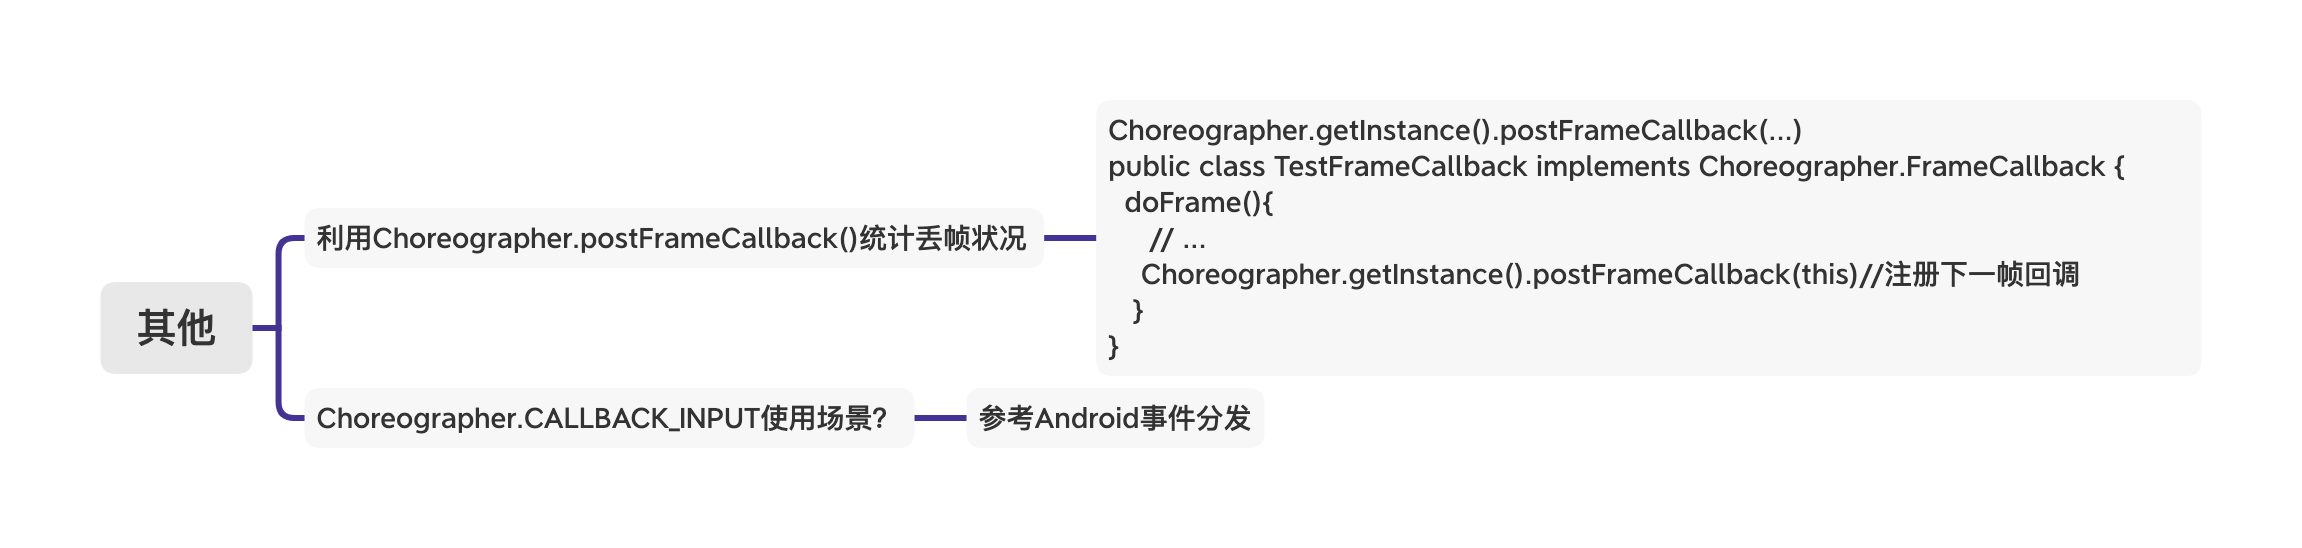 其他
利用Choreographer.postFrameCallback()统计丢帧状况
Choreographer.getInstance().postFrameCallback(...)
public class TestFrameCallback implements Choreographer.FrameCallback {
doFrame(){
// ...
Choreographer.getInstance().postFrameCallback(this)//注册下一帧回调
}
}
Choreographer.CALLBACK_INPUT使用场景?
参考Android事件分发